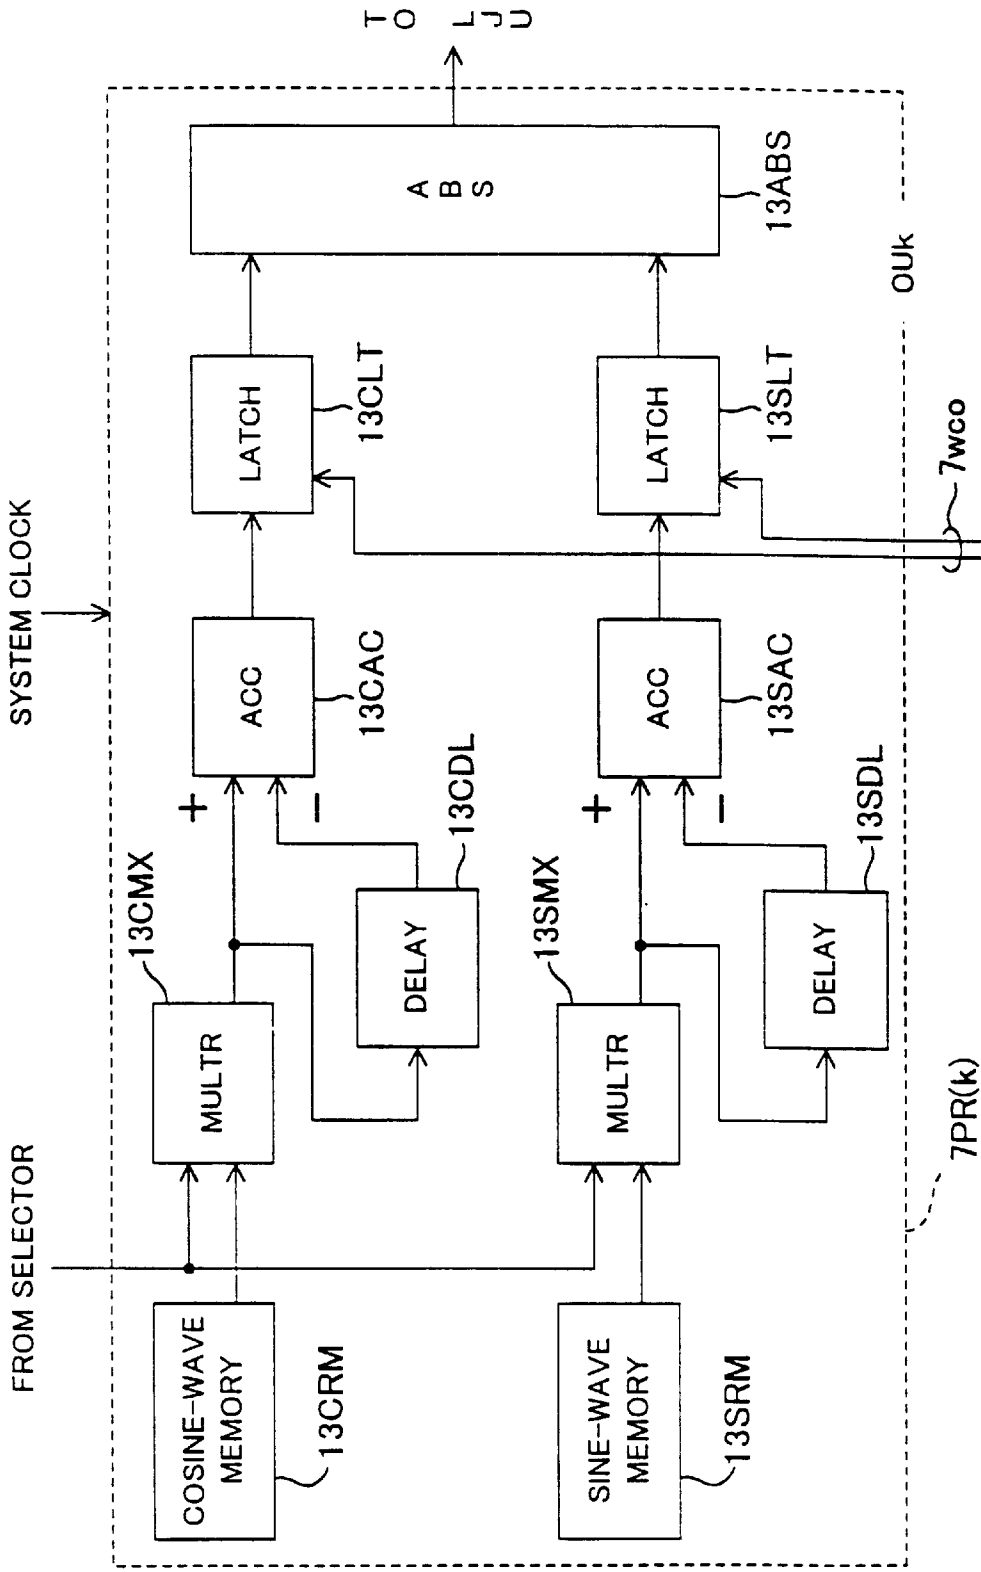 FROM SELECTOR
SYSTEM CLOCK
COSINE-WAVE
MEMORY
13CRM
MULTR
13CMX
DELAY
13CDL
+
−
ACC
13CAC
LATCH
13CLT
SINE-WAVE
MEMORY
13SRM
MULTR
13SMX
DELAY
13SDL
+
−
ACC
13SAC
LATCH
13SLT
ABS
13ABS
TO LJU
7PR(k)
7wco
OUk